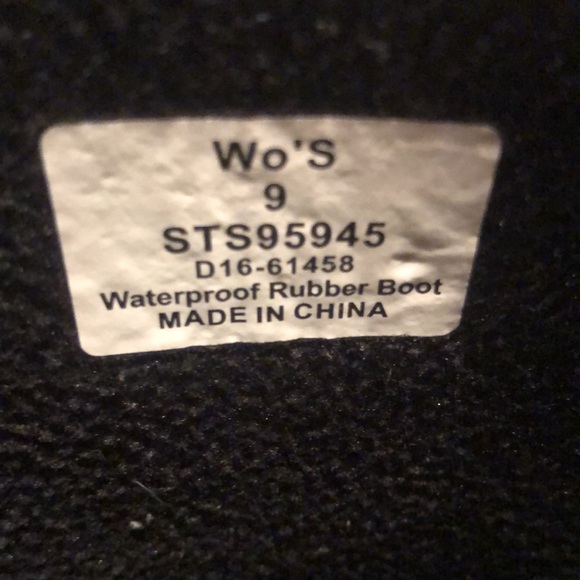 Wo'S
9
STS95945
D16-61458
Waterproof Rubber Boot
MADE IN CHINA